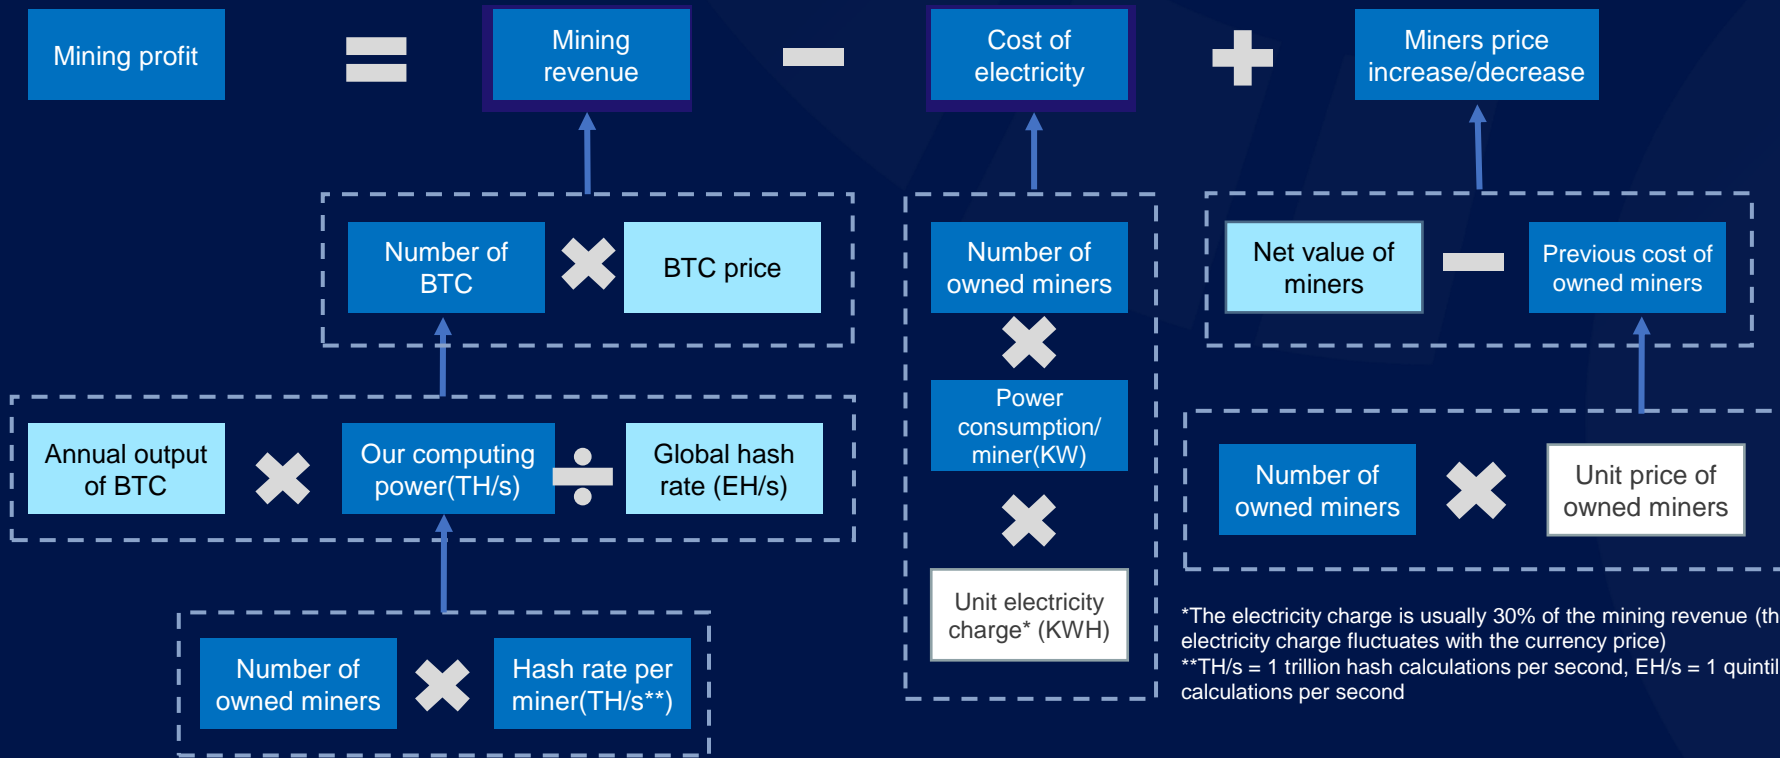 Mining profit
Mining
revenue
Cost of
electricity
Miners price
increase/decrease
Number of
BTC
BTC price
Number of
owned miners
Net value of
miners
Previous cost of
owned miners
Power
consumption/
miner(KW)
Annual output
of BTC
Our computing
power(TH/s)
Global hash
rate (EH/s)
Number of
owned miners
Unit price of
owned miners
Unit electricity
charge* (KWH)
Number of
owned miners
Hash rate per
miner(TH/s**)
*The electricity charge is usually 30% of the mining revenue (
electricity charge fluctuates with the currency price)
**TH/s = 1 trillion hash calculations per second, EH/s = 1
calculations per second